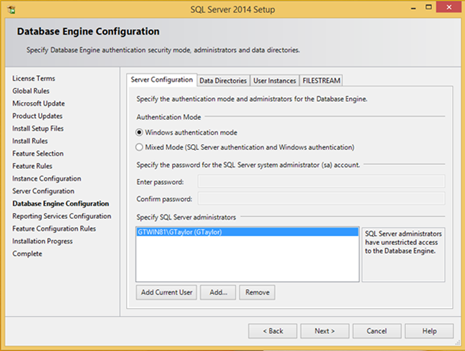 SQL Server 2014 Setup
Database Engine Configuration
Specify Database Engine authentication security mode, administrators and data directories.
License Terms
Global Rules
Microsoft Update
Product Updates
Install Setup Files
Install Rules
Feature Selection
Feature Rules
Instance Configuration
Server Configuration
Database Engine Configuration
Reporting Services Configuration
Feature Configuration Rules
Installation Progress
Complete
Server Configuration Data Directories User Instances FILESTREAM
Specify the authentication mode and administrators for the Database Engine.
Authentication Mode
Windows authentication mode
Mixed Mode (SQL Server authentication and Windows authentication)
Specify the password for the SQL Server system administrator (sa) account.
Enter password:
Confirm password:
Specify SQL Server administrators
GTWIN81\GTaylor (GTaylor)
SQL Server administrators
have unrestricted access
to the Database Engine.
Add Current User Add... Remove
< Back Next > Cancel Help